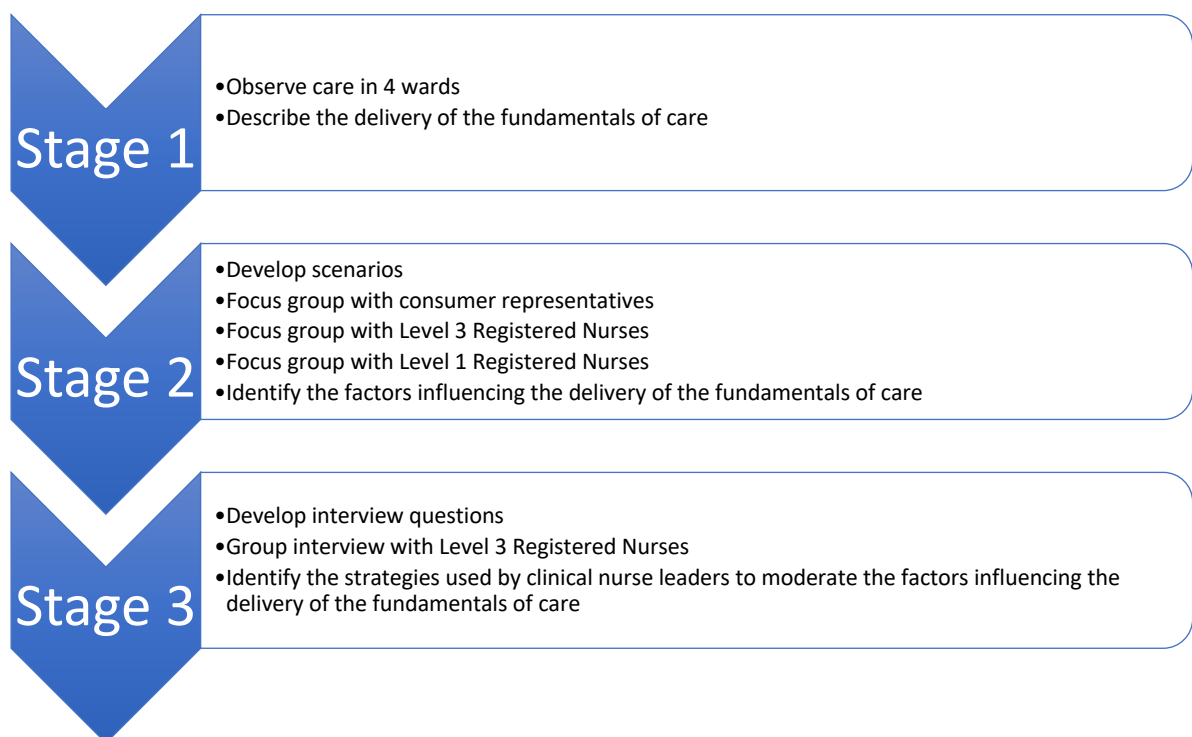 Stage 1
•Observe care in 4 wards
•Describe the delivery of the fundamentals of care
Stage 2
•Develop scenarios
•Focus group with consumer representatives
•Focus group with Level 3 Registered Nurses
•Focus group with Level 1 Registered Nurses
•Identify the factors influencing the delivery of the fundamentals of care
Stage 3
•Develop interview questions
•Group interview with Level 3 Registered Nurses
•Identify the strategies used by clinical nurse leaders to moderate the factors influencing the
delivery of the fundamentals of care